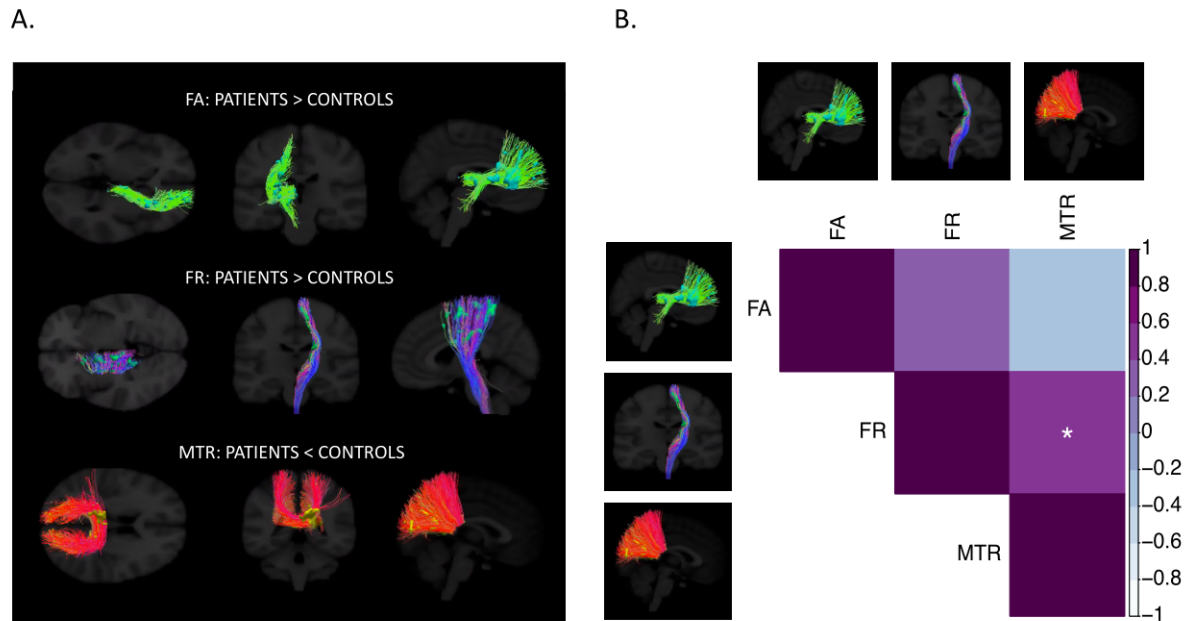 A.
B.
FA: PATIENTS > CONTROLS
FR: PATIENTS > CONTROLS
MTR: PATIENTS < CONTROLS
FA
FR
MTR
FA
FR
MTR
1
0.8
0.6
0.4
0.2
0
−0.2
−0.4
−0.6
−0.8
−1
*